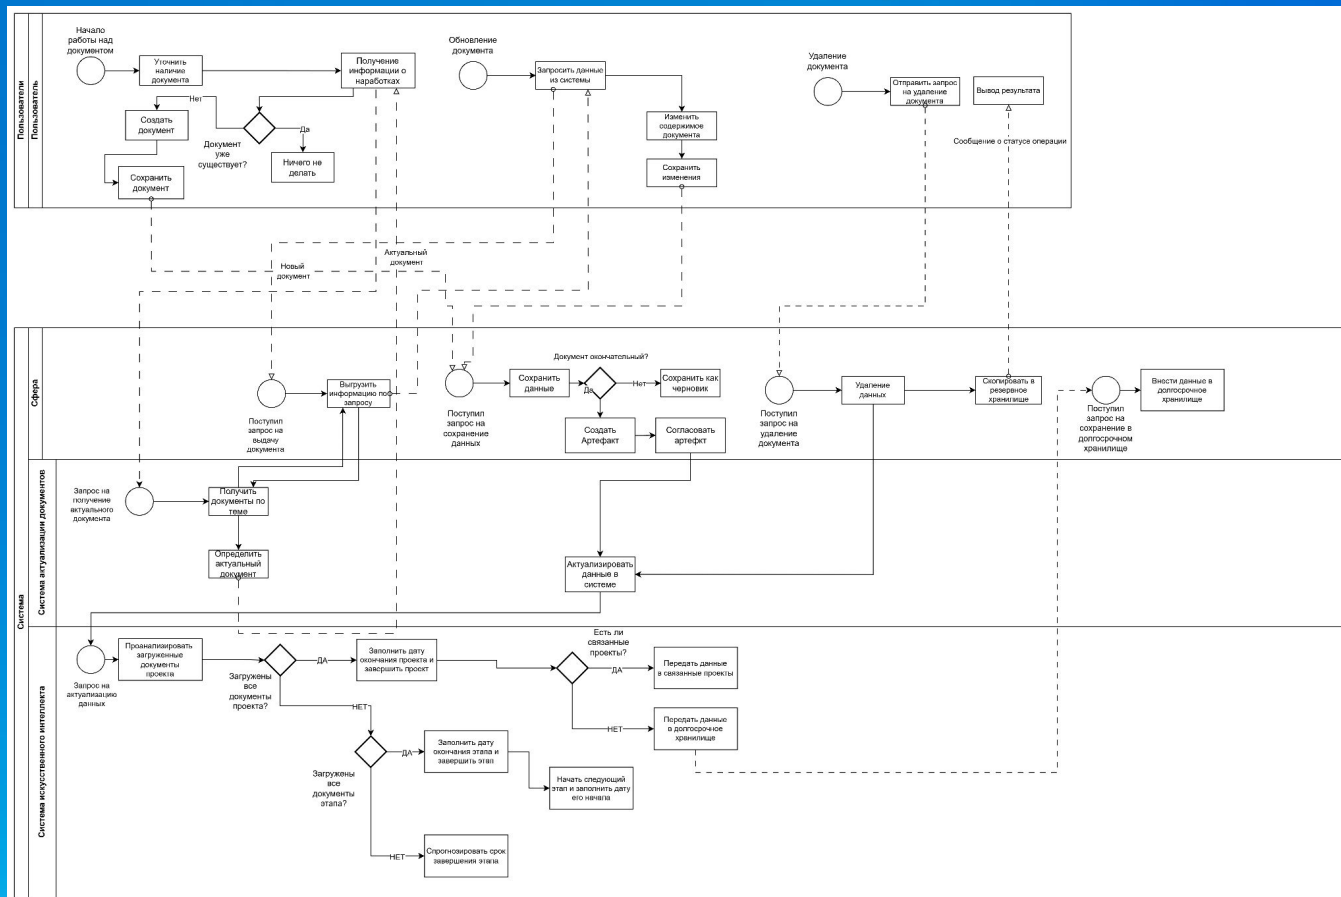 Пользователи
Пользователь
Начало
работы над
документом
Уточнить
наличие
документа
Получение
информации о
наработках
Нет
Создать
документ
Да
Документ
уже
существует?
Ничего не
делать
Сохранить
документ
Обновление
документа
Запросить данные
из системы
Изменить
содержимое
документа
Сохранить
изменения
Удаление
документа
Отправить запрос
на удаление
документа
Вывод результата
Сообщение о статусе операции
Новый
документ
Актуальный
документ
Система
Сфера
Поступил
запрос на
выдачу
документа
Выгрузить
информацию по
запросу
Поступил
запрос на
сохранение
данных
Сохранить
данные
Документ окончательный?
Да
Нет
Сохранить как
черновик
Создать
Артефакт
Согласовать
артефкт
Поступил
запрос на
удаление
документа
Удаление
данных
Скопировать в
резервное
хранилище
Поступил
запрос на
сохранение в
долгосрочном
хранилище
Внести данные в
долгосрочное
хранилище
Система актуализации документов
Запрос на
получение
актуального
документа
Получить
документы по
теме
Определить
актуальный
документ
Актуализировать
данные в
системе
Система искусственного интеллекта
Запрос на
актуализацию
данных
Проанализировать
загруженные
документы
проекта
Загружены
все
документы
проекта?
ДА
Заполнить дату
окончания проекта и
завершить проект
Есть ли
связанные
проекты?
ДА
Передать данные
в связанные проекты
НЕТ
Передать данные
в долгосрочное
хранилище
НЕТ
Загружены
все
документы
этапа?
ДА
Заполнить дату
окончания этапа и
завершить этап
Начать следующий
этап и заполнить дату
его начала
НЕТ
Спрогнозировать срок
завершения этапа